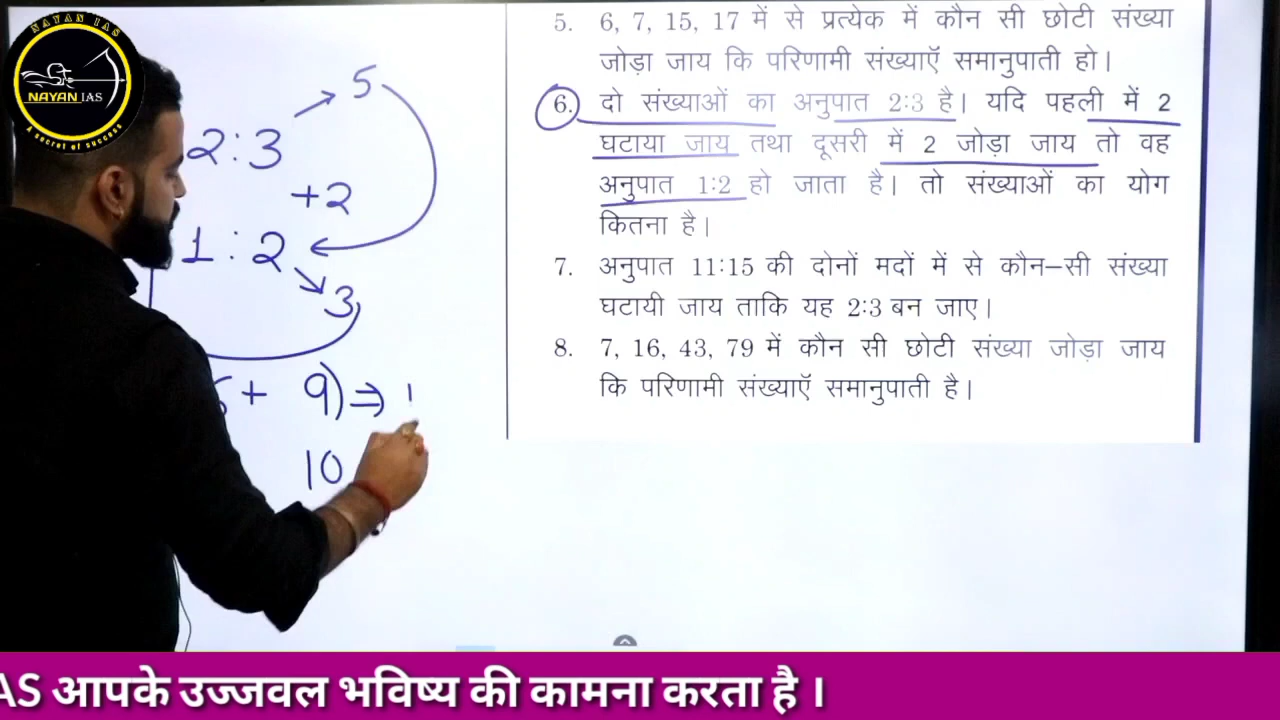 NAYAN IAS
NAYAN IAS
A secret of success
5. 6, 7, 15, 17 में से प्रत्येक में कौन सी छोटी संख्या
जोड़ा जाय कि परिणामी संख्याएँ समानुपाती हो।
6. दो संख्याओं का अनुपात 2:3 है। यदि पहली में 2
घटाया जाय तथा दूसरी में 2 जोड़ा जाय तो वह
अनुपात 1:2 हो जाता है। तो संख्याओं का योग
कितना है।
7. अनुपात 11:15 की दोनों मदों में से कौन-सी संख्या
घटायी जाय ताकि यह 2:3 बन जाए।
8. 7, 16, 43, 79 में कौन सी छोटी संख्या जोड़ा जाय
कि परिणामी संख्याएँ समानुपाती है।
5
2:3
+2
1:2
3
+ 9) ⇒ 1
10
AS आपके उज्जवल भविष्य की कामना करता है ।